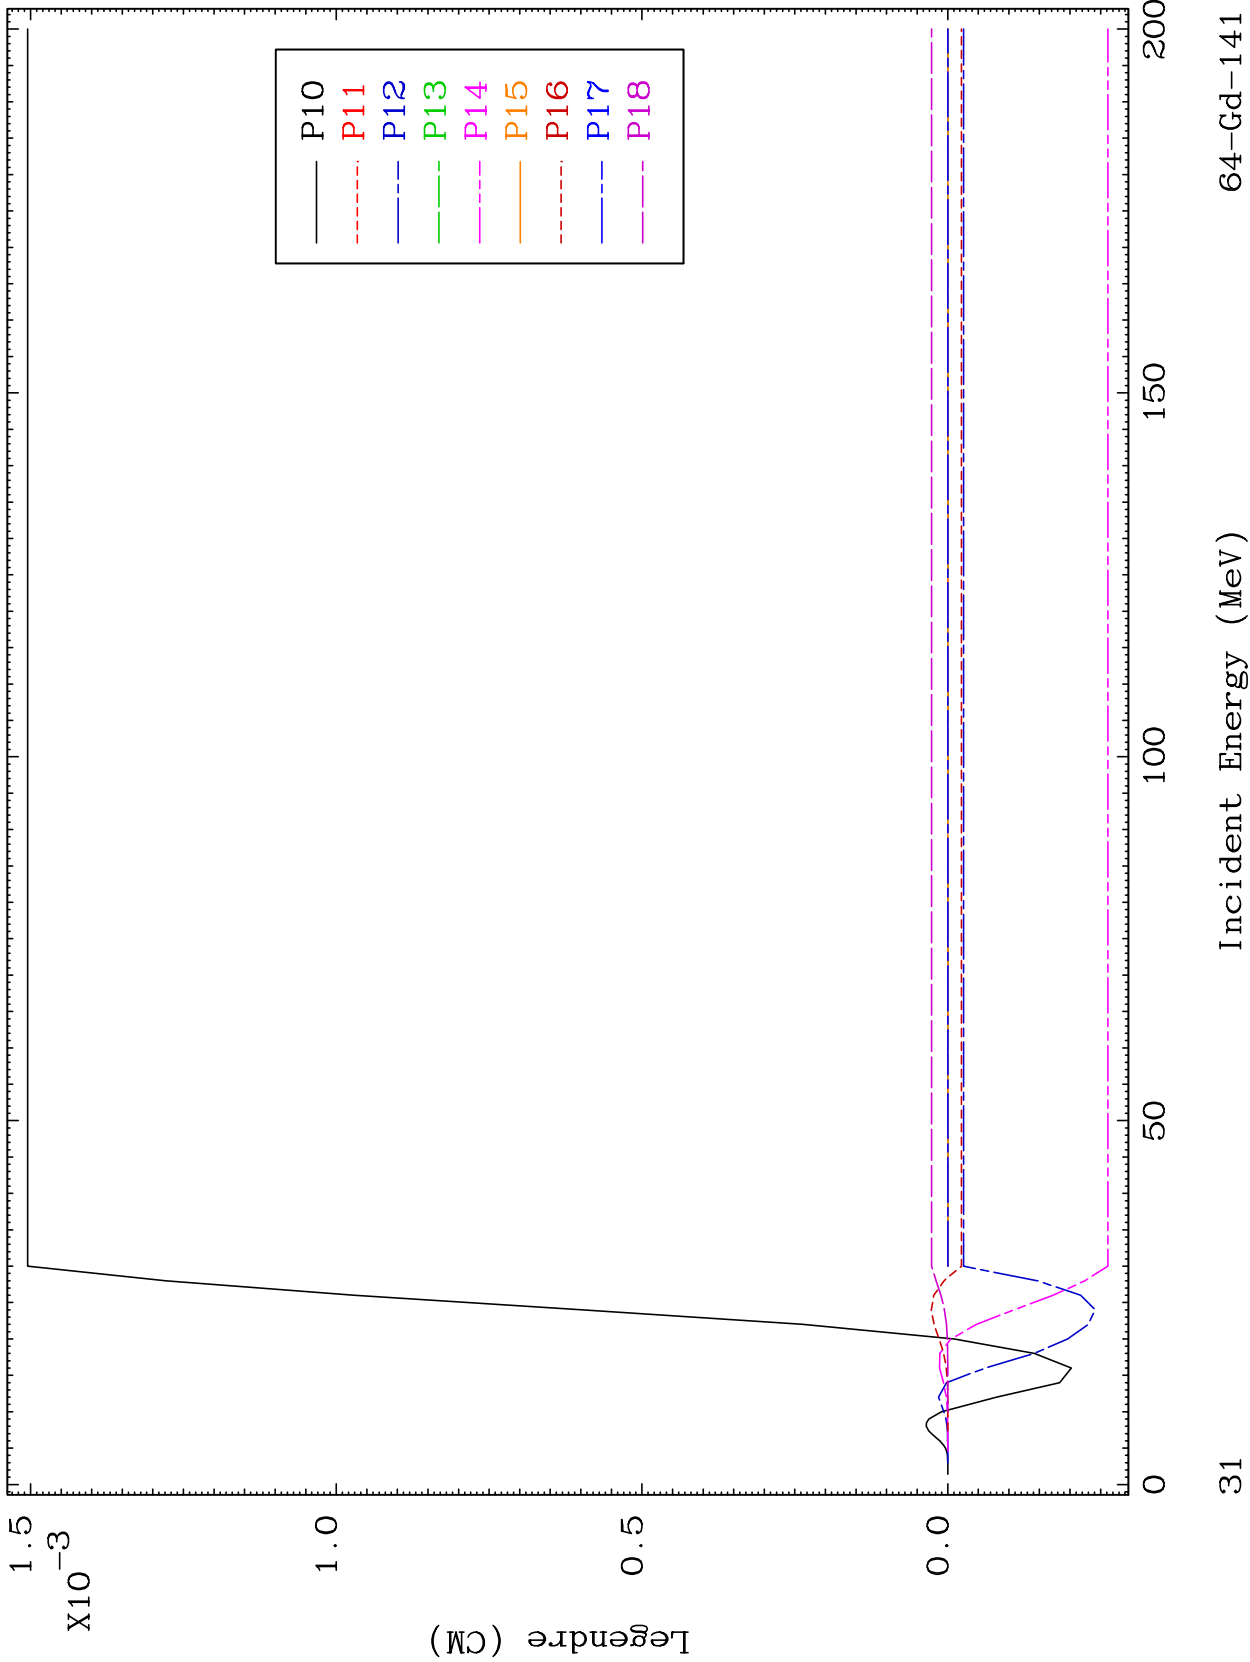 P10
P11
P12
P13
P14
P15
P16
P17
P18
1.5
X10⁻³
1.0
0.5
0.0
Legendre (CM)
0
50
100
150
200
Incident Energy (MeV)
31
64-Gd-141